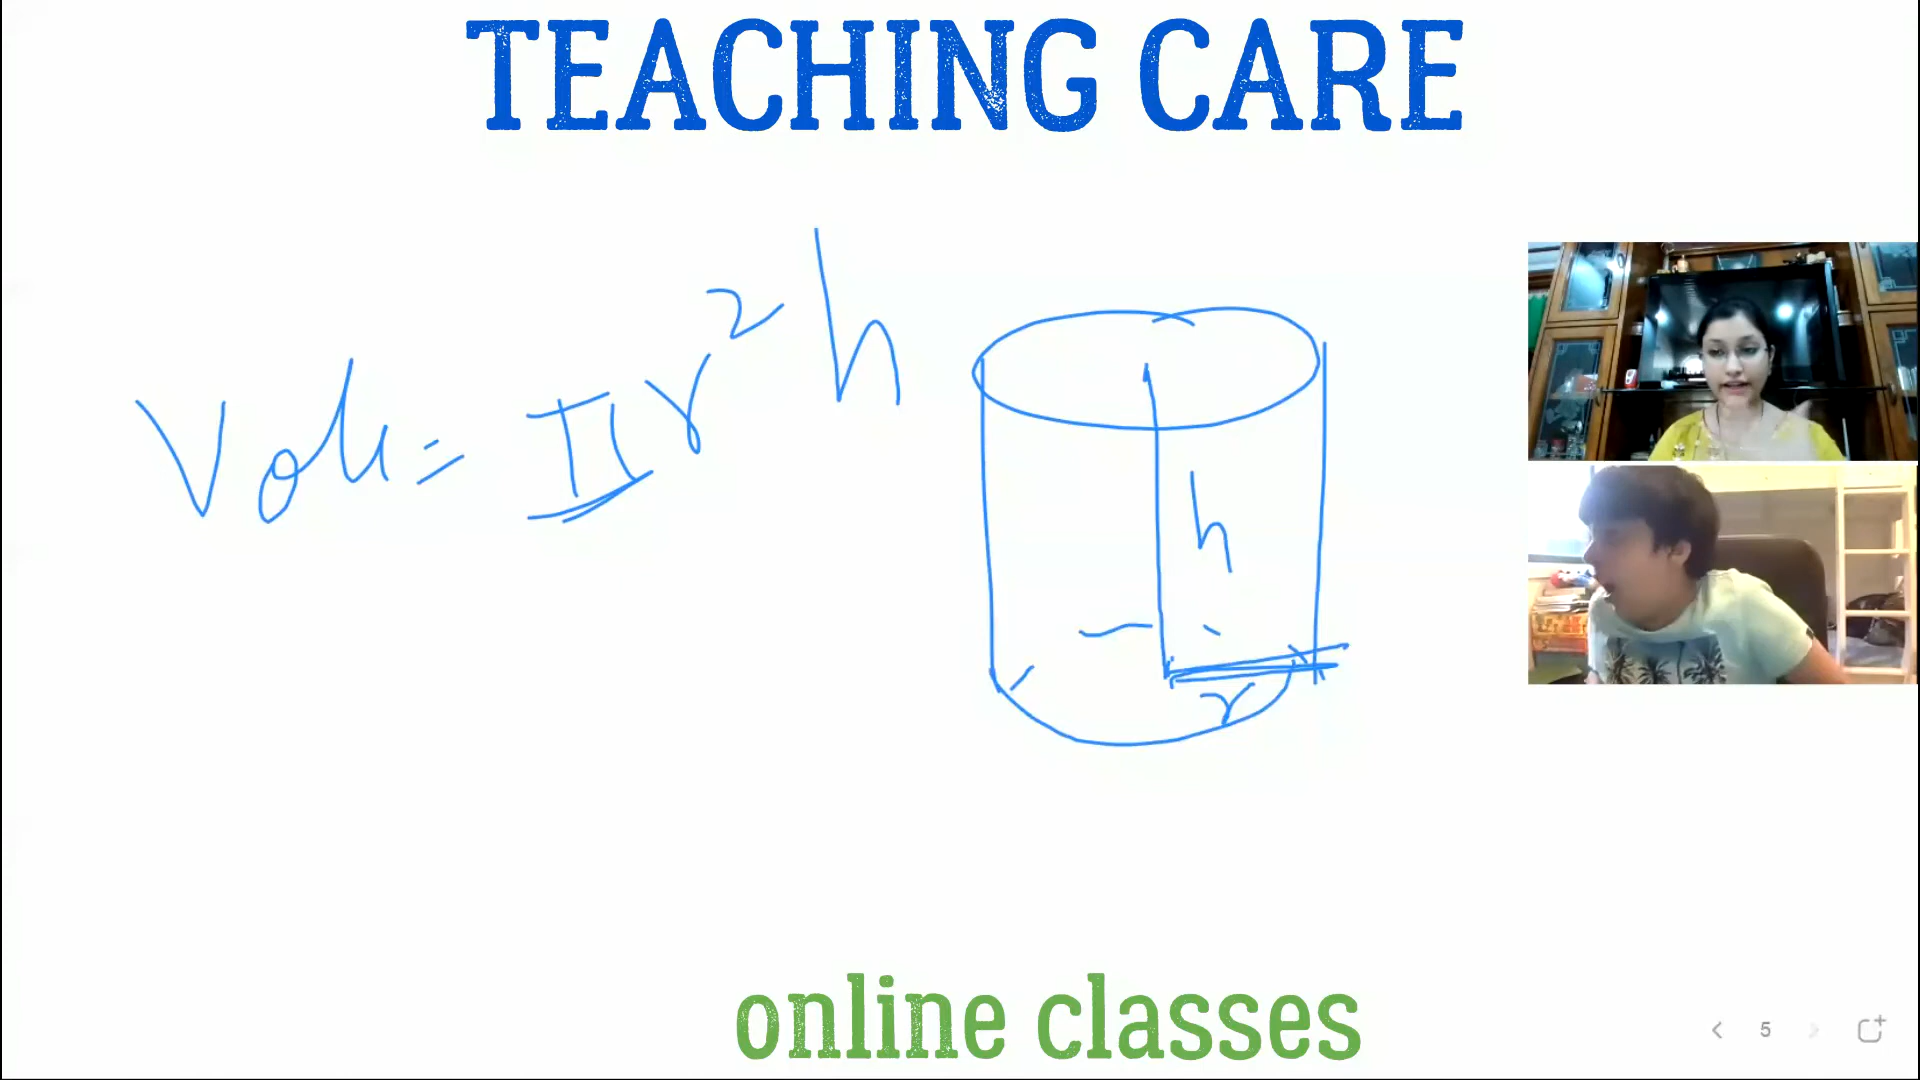 TEACHING CARE
Vol = πr²h
h
r
online classes
5